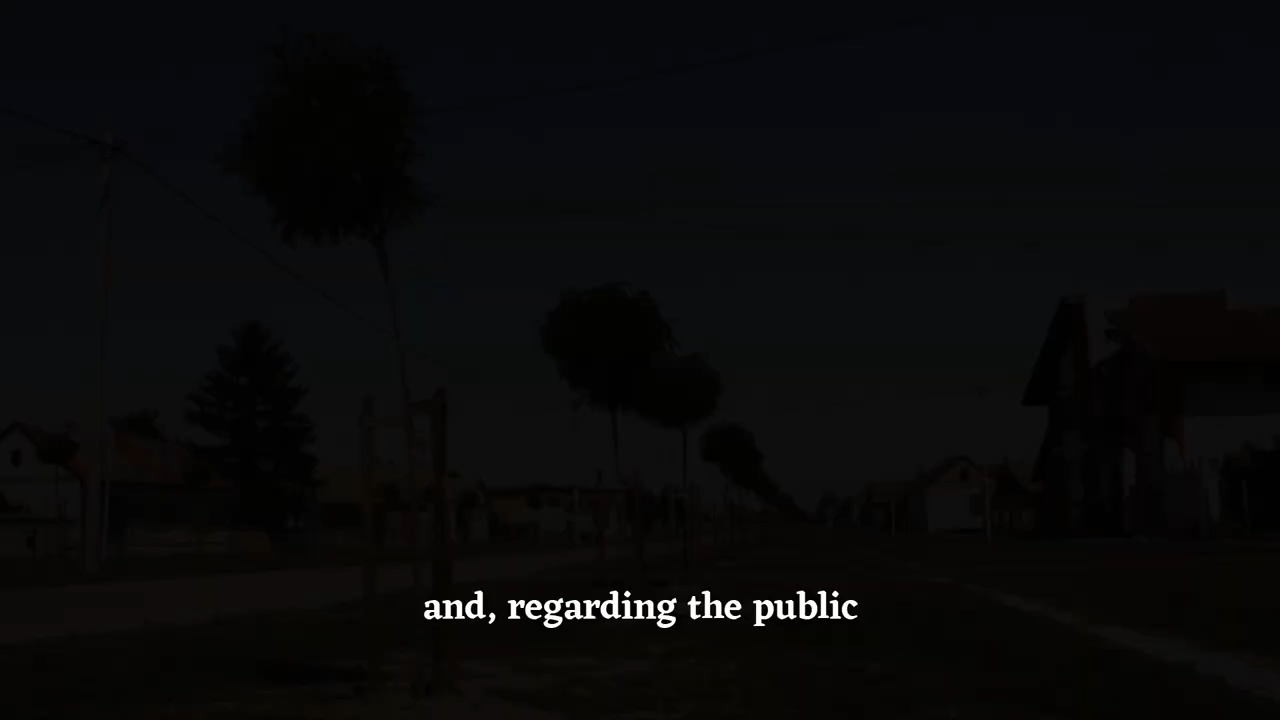 and, regarding the public